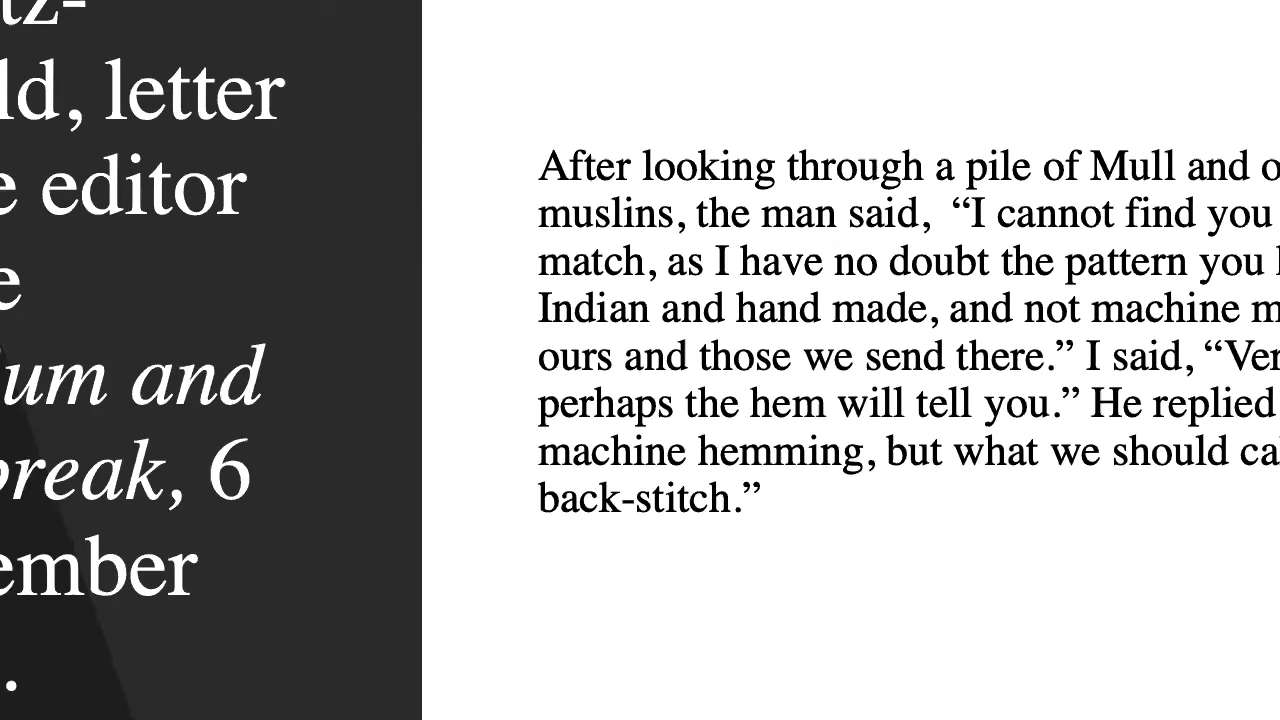 ld, letter
editor
um and
break, 6
ember
After looking through a pile of Mull and
muslins, the man said, “I cannot find you
match, as I have no doubt the pattern you
Indian and hand made, and not machine
ours and those we send there.” I said, “Ver
perhaps the hem will tell you.” He replied
machine hemming, but what we should
back-stitch.”